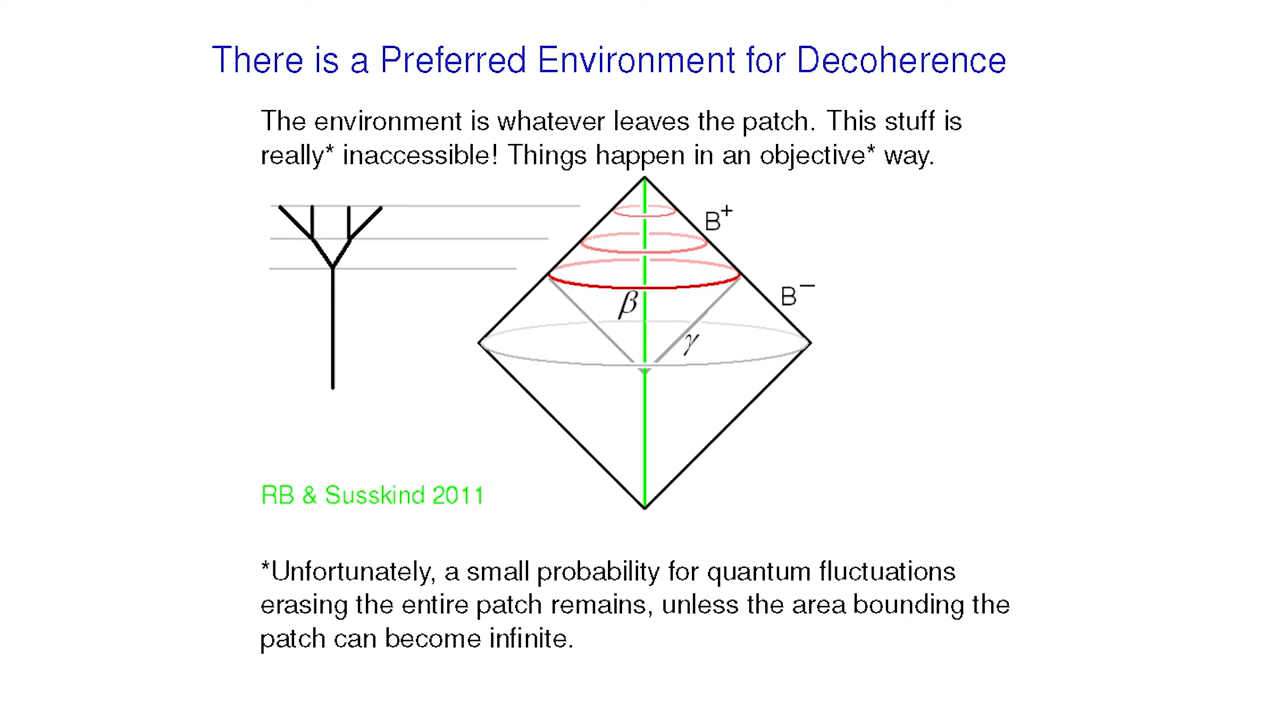 There is a Preferred Environment for Decoherence
The environment is whatever leaves the patch. This stuff is
really* inaccessible! Things happen in an objective* way.
B+
B−
β
γ
RB & Susskind 2011
*Unfortunately, a small probability for quantum fluctuations
erasing the entire patch remains, unless the area bounding the
patch can become infinite.